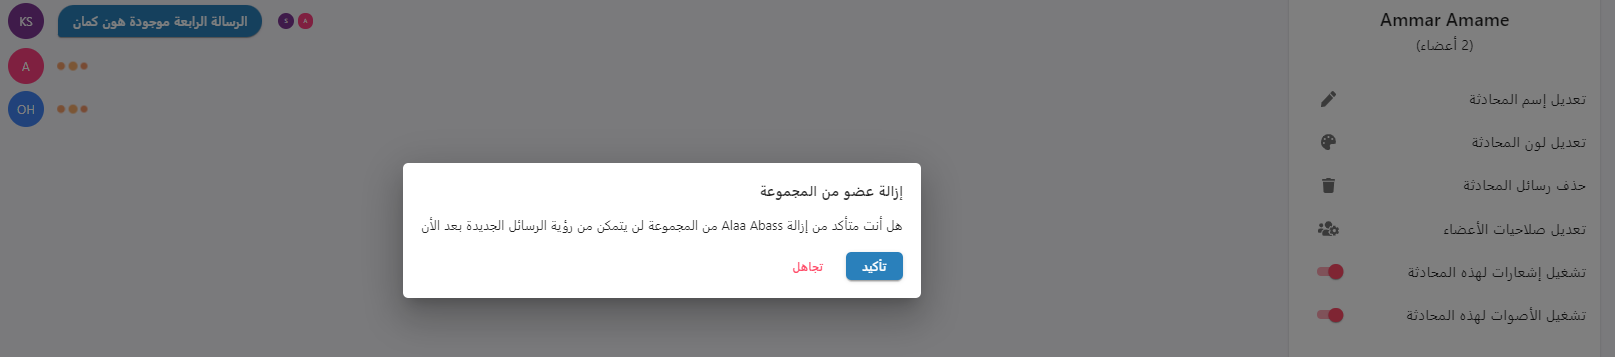 Ammar Amame
(2 أعضاء)
تعديل إسم المحادثة
تعديل لون المحادثة
حذف رسائل المحادثة
تعديل صلاحيات الأعضاء
تشغيل إشعارات لهذه المحادثة
تشغيل الأصوات لهذه المحادثة
KS
الرسالة الرابعة موجودة هون كمان
S A
A
OH
إزالة عضو من المجموعة
هل أنت متأكد من إزالة Alaa Abass من المجموعة لن يتمكن من رؤية الرسائل الجديدة بعد الأن
تأكيد
تجاهل